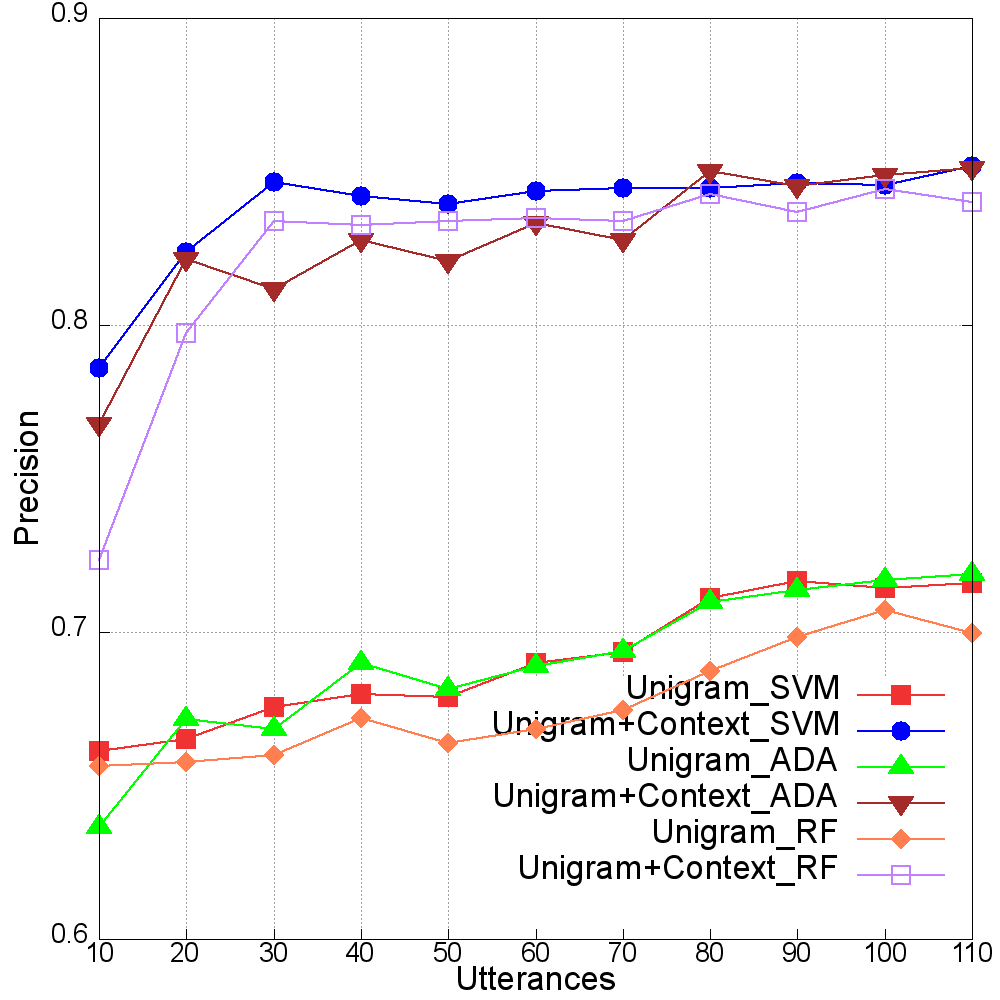 0.9
0.8
0.7
0.6
Precision
10 20 30 40 50 60 70 80 90 100 110
Utterances
Unigram_SVM
Unigram+Context_SVM
Unigram_ADA
Unigram+Context_ADA
Unigram_RF
Unigram+Context_RF